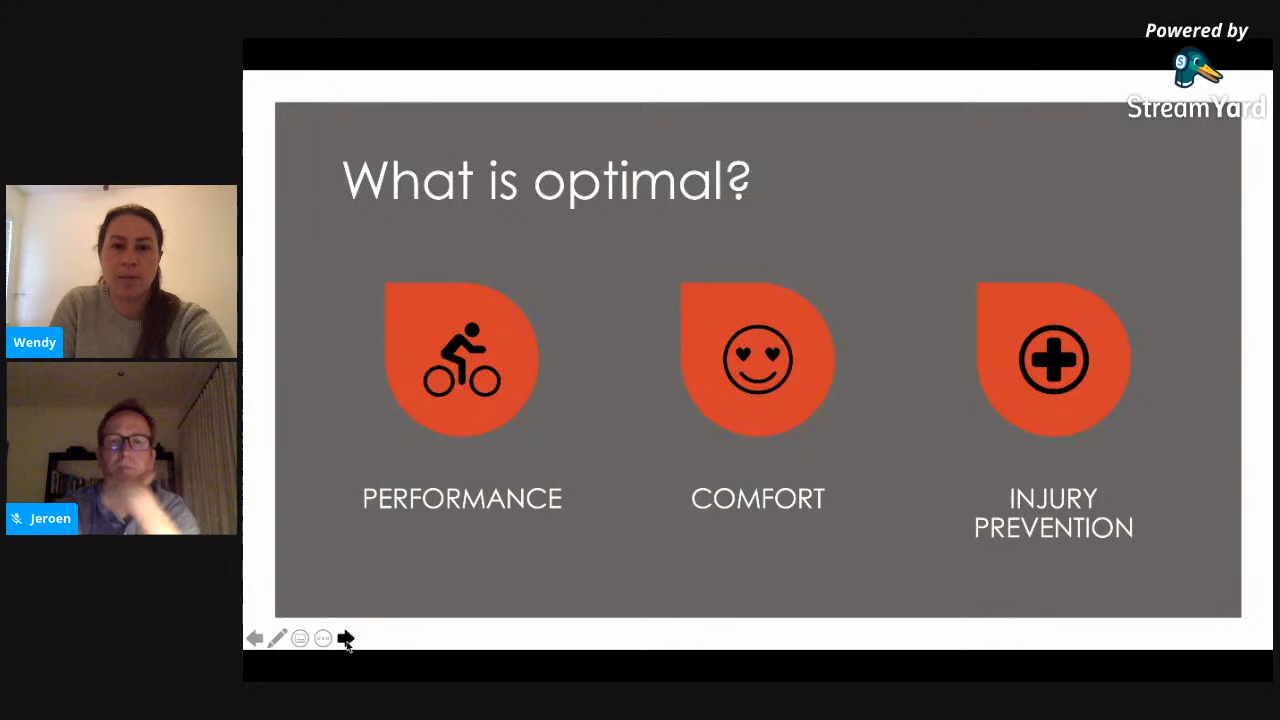 Powered by
StreamYard
What is optimal?
PERFORMANCE
COMFORT
INJURY
PREVENTION
Wendy
Jeroen